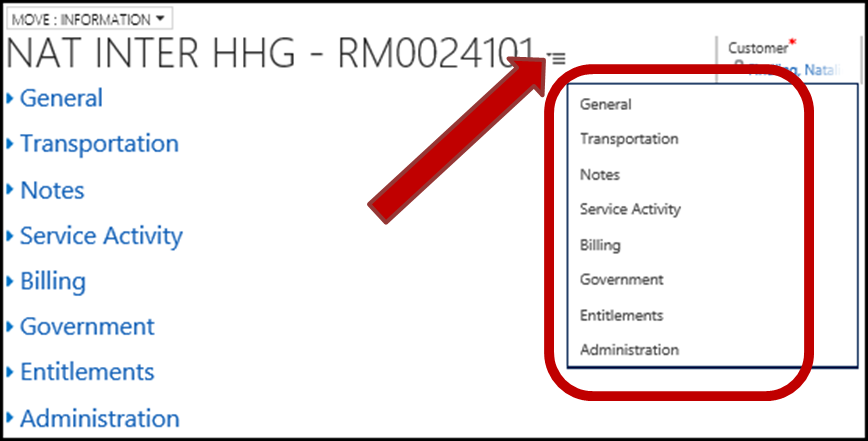 MOVE : INFORMATION
NAT INTER HHG - RM0024101
Customer*
Natali
General
Transportation
Notes
Service Activity
Billing
Government
Entitlements
Administration
General
Transportation
Notes
Service Activity
Billing
Government
Entitlements
Administration